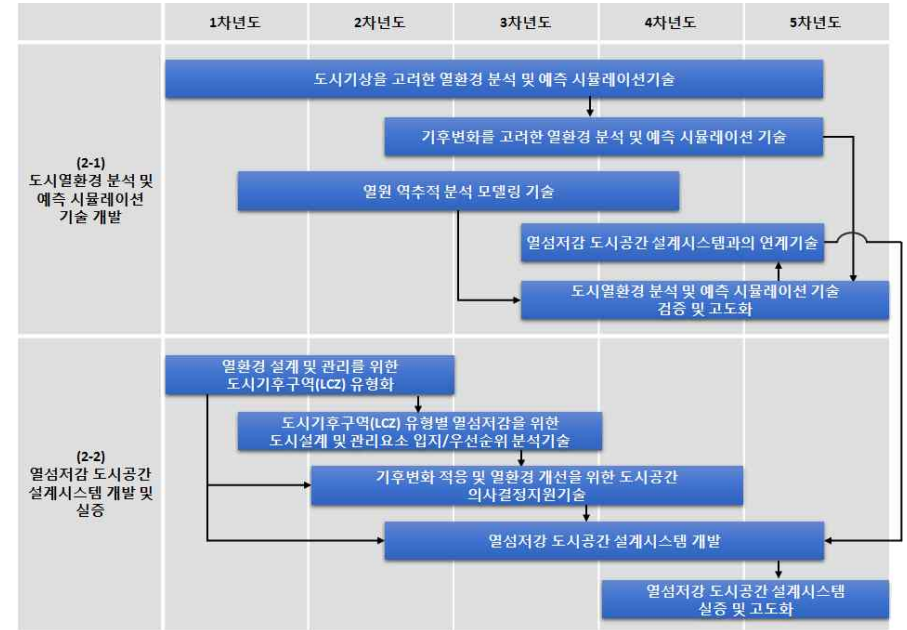 1차년도
2차년도
3차년도
4차년도
5차년도
(2-1)
도시열환경 분석 및
예측 시뮬레이션
기술 개발
도시기상을 고려한 열환경 분석 및 예측 시뮬레이션기술
기후변화를 고려한 열환경 분석 및 예측 시뮬레이션 기술
열원 역추적 분석 모델링 기술
열섬저감 도시공간 설계시스템과의 연계기술
도시열환경 분석 및 예측 시뮬레이션 기술
검증 및 고도화
(2-2)
열섬저감 도시공간
설계시스템 개발 및
실증
열환경 설계 및 관리를 위한
도시기후구역(LCZ) 유형화
도시기후구역(LCZ) 유형별 열섬저감을 위한
도시설계 및 관리요소 입지/우선순위 분석기술
기후변화 적응 및 열환경 개선을 위한 도시공간
의사결정지원기술
열섬저강 도시공간 설계시스템 개발
열섬저강 도시공간 설계시스템
실증 및 고도화